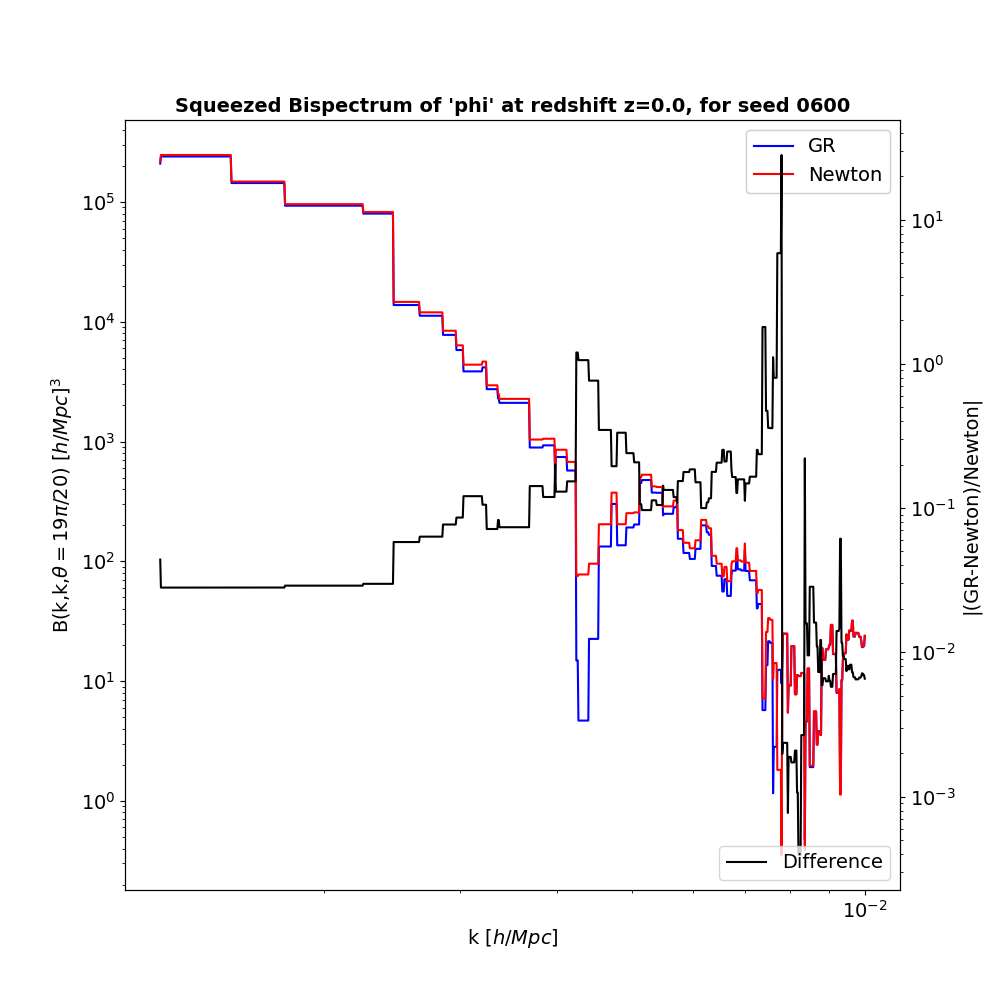 Squeezed Bispectrum of 'phi' at redshift z=0.0, for seed 0600
GR
Newton
10⁵
10⁴
10³
10²
10¹
10⁰
B(k,k,θ = 19π/20) [h/Mpc]³
10¹
10⁰
10⁻¹
10⁻²
10⁻³
|(GR-Newton)/Newton|
Difference
10⁻²
k [h/Mpc]